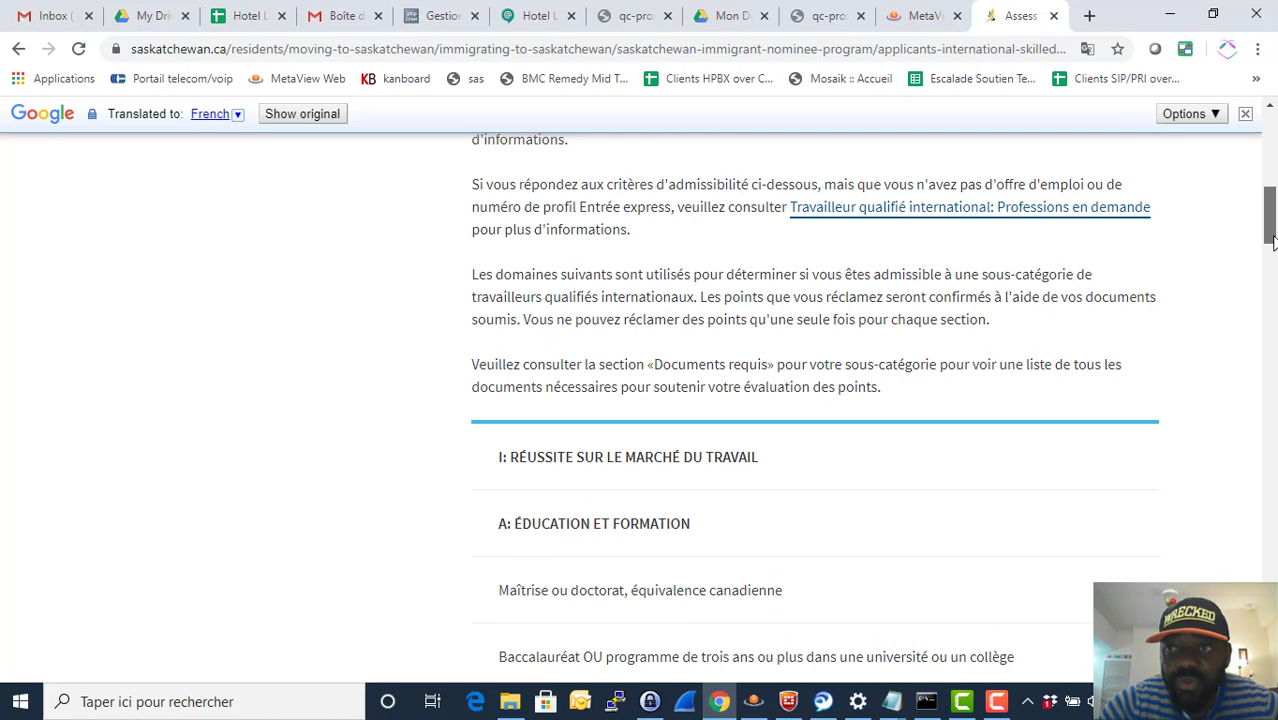 Inbox (
My Driv
Hotel L
Boîte d
Gestion
Hotel L
qc-pro
Mon D
qc-pro
MetaV
Assess
saskatchewan.ca/residents/moving-to-saskatchewan/immigrating-to-saskatchewan/saskatchewan-immigrant-nominee-program/applicants-international-skilled...
Applications
Portail telecom/voip
MetaView Web
KB kanboard
sas
BMC Remedy Mid T...
Clients HPBX over C...
Mosaik :: Accueil
Escalade Soutien Te...
Clients SIP/PRI over...
»
Google Translated to: French Show original Options ▼
d'informations.
Si vous répondez aux critères d'admissibilité ci-dessous, mais que vous n'avez pas d'offre d'emploi ou de
numéro de profil Entrée express, veuillez consulter Travailleur qualifié international: Professions en demande
pour plus d'informations.
Les domaines suivants sont utilisés pour déterminer si vous êtes admissible à une sous-catégorie de
travailleurs qualifiés internationaux. Les points que vous réclamez seront confirmés à l'aide de vos documents
soumis. Vous ne pouvez réclamer des points qu'une seule fois pour chaque section.
Veuillez consulter la section «Documents requis» pour votre sous-catégorie pour voir une liste de tous les
documents nécessaires pour soutenir votre évaluation des points.
I: RÉUSSITE SUR LE MARCHÉ DU TRAVAIL
A: ÉDUCATION ET FORMATION
Maîtrise ou doctorat, équivalence canadienne
Baccalauréat OU programme de trois ans ou plus dans une université ou un collège
WRECKED
Taper ici pour rechercher